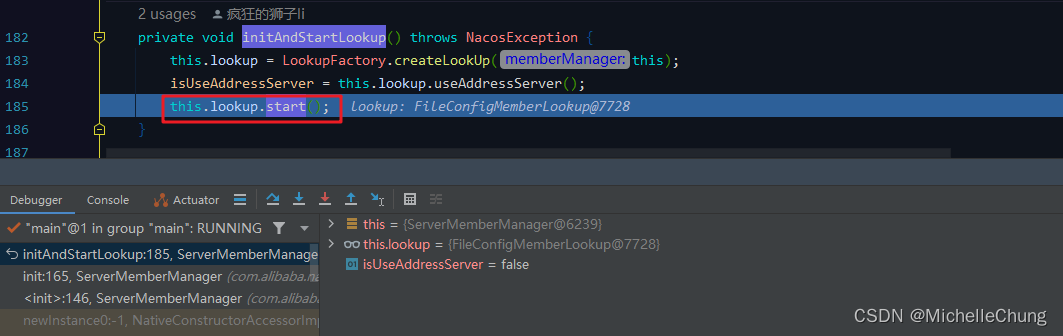 2 usages 疯狂的狮子li
182 private void initAndStartLookup() throws NacosException {
183 this.lookup = LookupFactory.createLookUp( memberManager: this);
184 isUseAddressServer = this.lookup.useAddressServer();
185 this.lookup.start(); lookup: FileConfigMemberLookup@7728
186 }
187
Debugger Console Actuator
"main"@1 in group "main": RUNNING
initAndStartLookup:185, ServerMemberManage
init:165, ServerMemberManager (com.alibaba.na
<init>:146, ServerMemberManager (com.alibaba.
newInstance0:-1, NativeConstructorAccessorImp
this = {ServerMemberManager@6239}
this.lookup = {FileConfigMemberLookup@7728}
isUseAddressServer = false
CSDN @MichelleChung